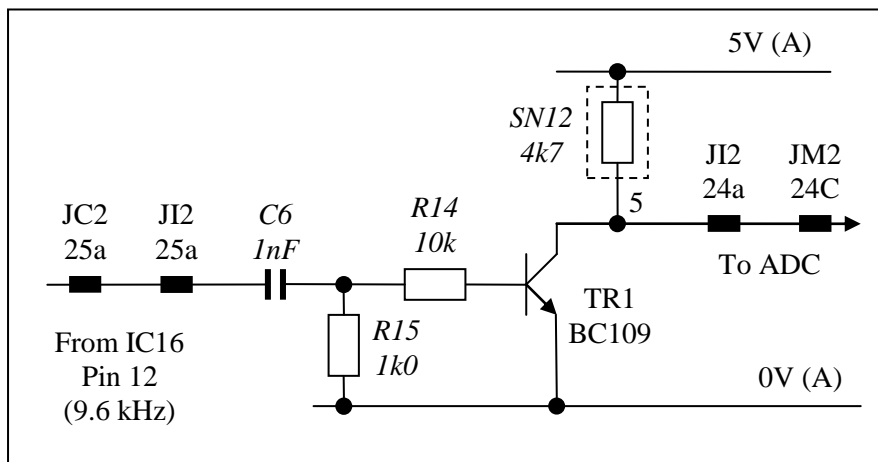 5V (A)
SN12
4k7
JI2
24a
JM2
24C
5
JC2
25a
JI2
25a
C6
1nF
R14
10k
To ADC
TR1
BC109
R15
1k0
From IC16
Pin 12
(9.6 kHz)
0V (A)